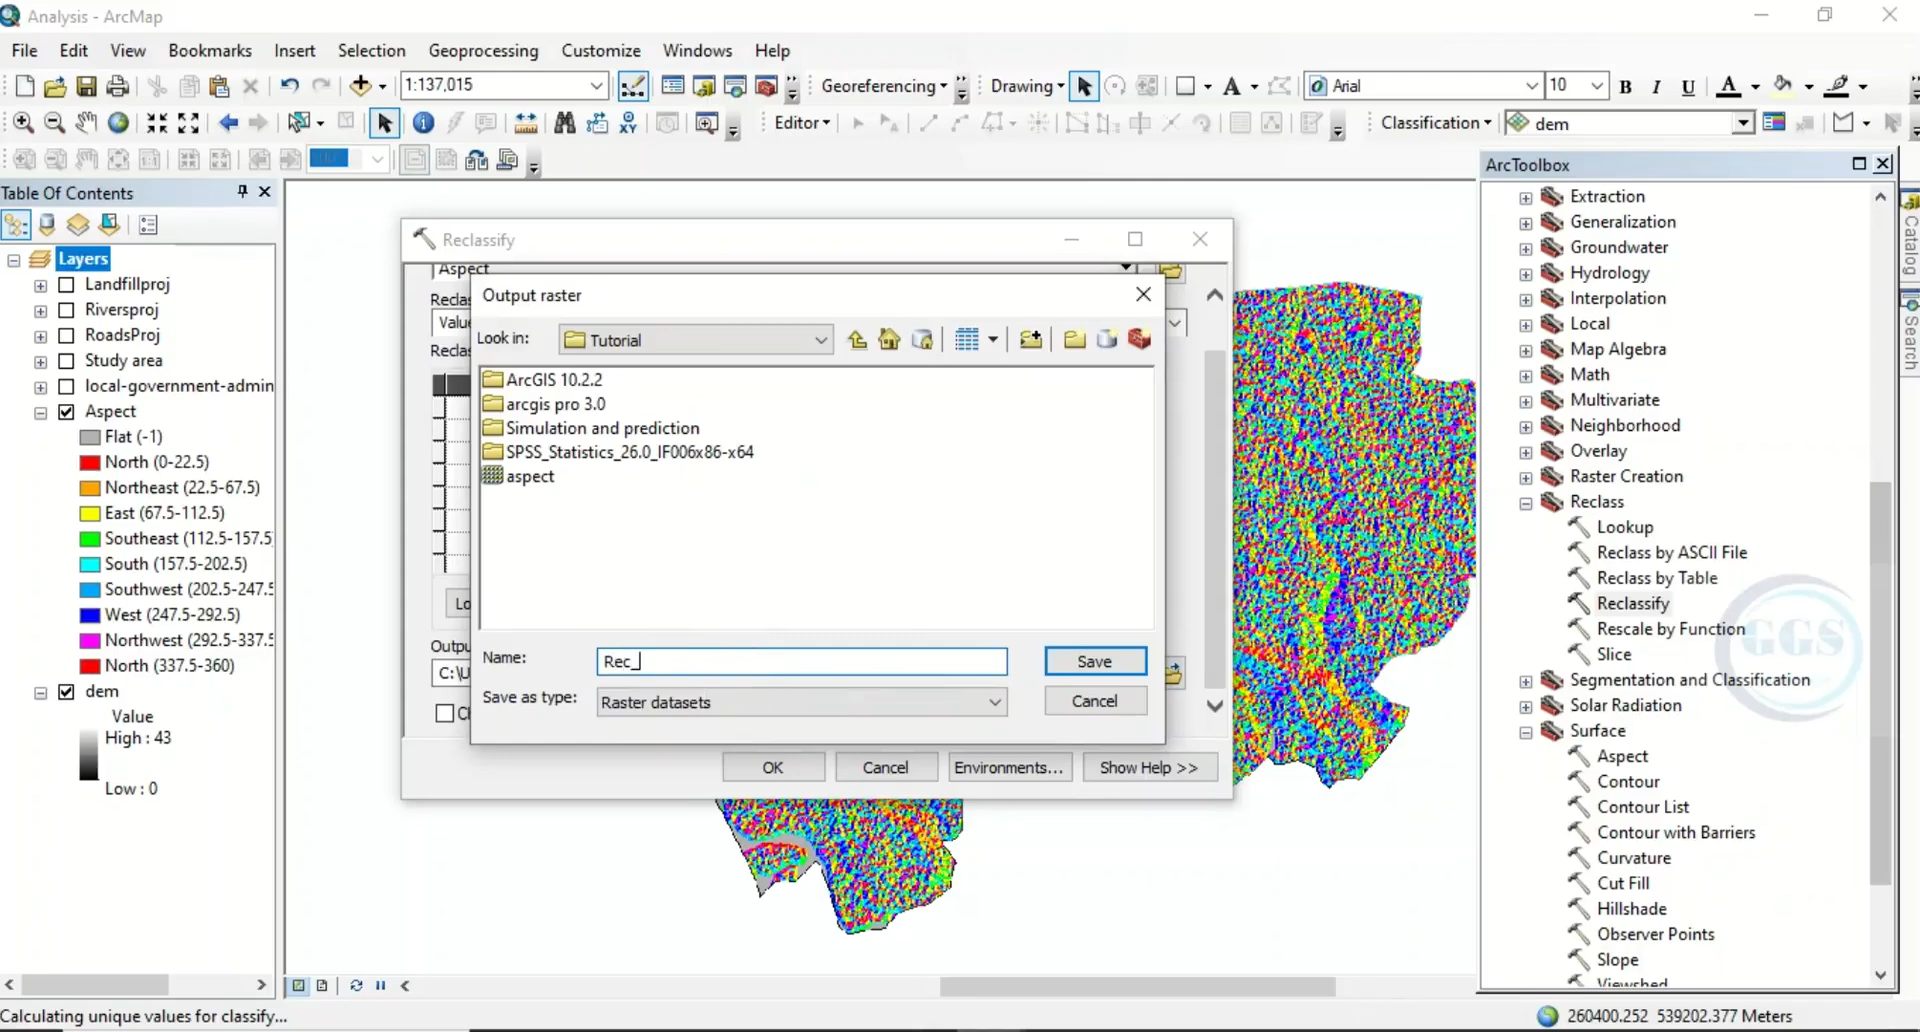 Analysis - ArcMap
File Edit View Bookmarks Insert Selection Geoprocessing Customize Windows Help
1:137,015 Georeferencing Drawing A Arial 10 B I U A
Editor Classification dem
Table Of Contents
Layers
Landfillproj
Riversproj
RoadsProj
Study area
local-government-admin
Aspect
Flat (-1)
North (0-22.5)
Northeast (22.5-67.5)
East (67.5-112.5)
Southeast (112.5-157.5
South (157.5-202.5)
Southwest (202.5-247.5
West (247.5-292.5)
Northwest (292.5-337.5
North (337.5-360)
dem
Value
High : 43
Low : 0
Reclassify
Aspect
Output raster
Look in: Tutorial
ArcGIS 10.2.2
arcgis pro 3.0
Simulation and prediction
SPSS_Statistics_26.0_IF006x86-x64
aspect
Name: Rec_ Save
Save as type: Raster datasets Cancel
OK Cancel Environments... Show Help >>
ArcToolbox
Extraction
Generalization
Groundwater
Hydrology
Interpolation
Local
Map Algebra
Math
Multivariate
Neighborhood
Overlay
Raster Creation
Reclass
Lookup
Reclass by ASCII File
Reclass by Table
Reclassify
Rescale by Function
Slice
Segmentation and Classification
Solar Radiation
Surface
Aspect
Contour
Contour List
Contour with Barriers
Curvature
Cut Fill
Hillshade
Observer Points
Slope
Viewshed
GGS
Catalog
Search
Calculating unique values for classify...
260400.252 539202.377 Meters